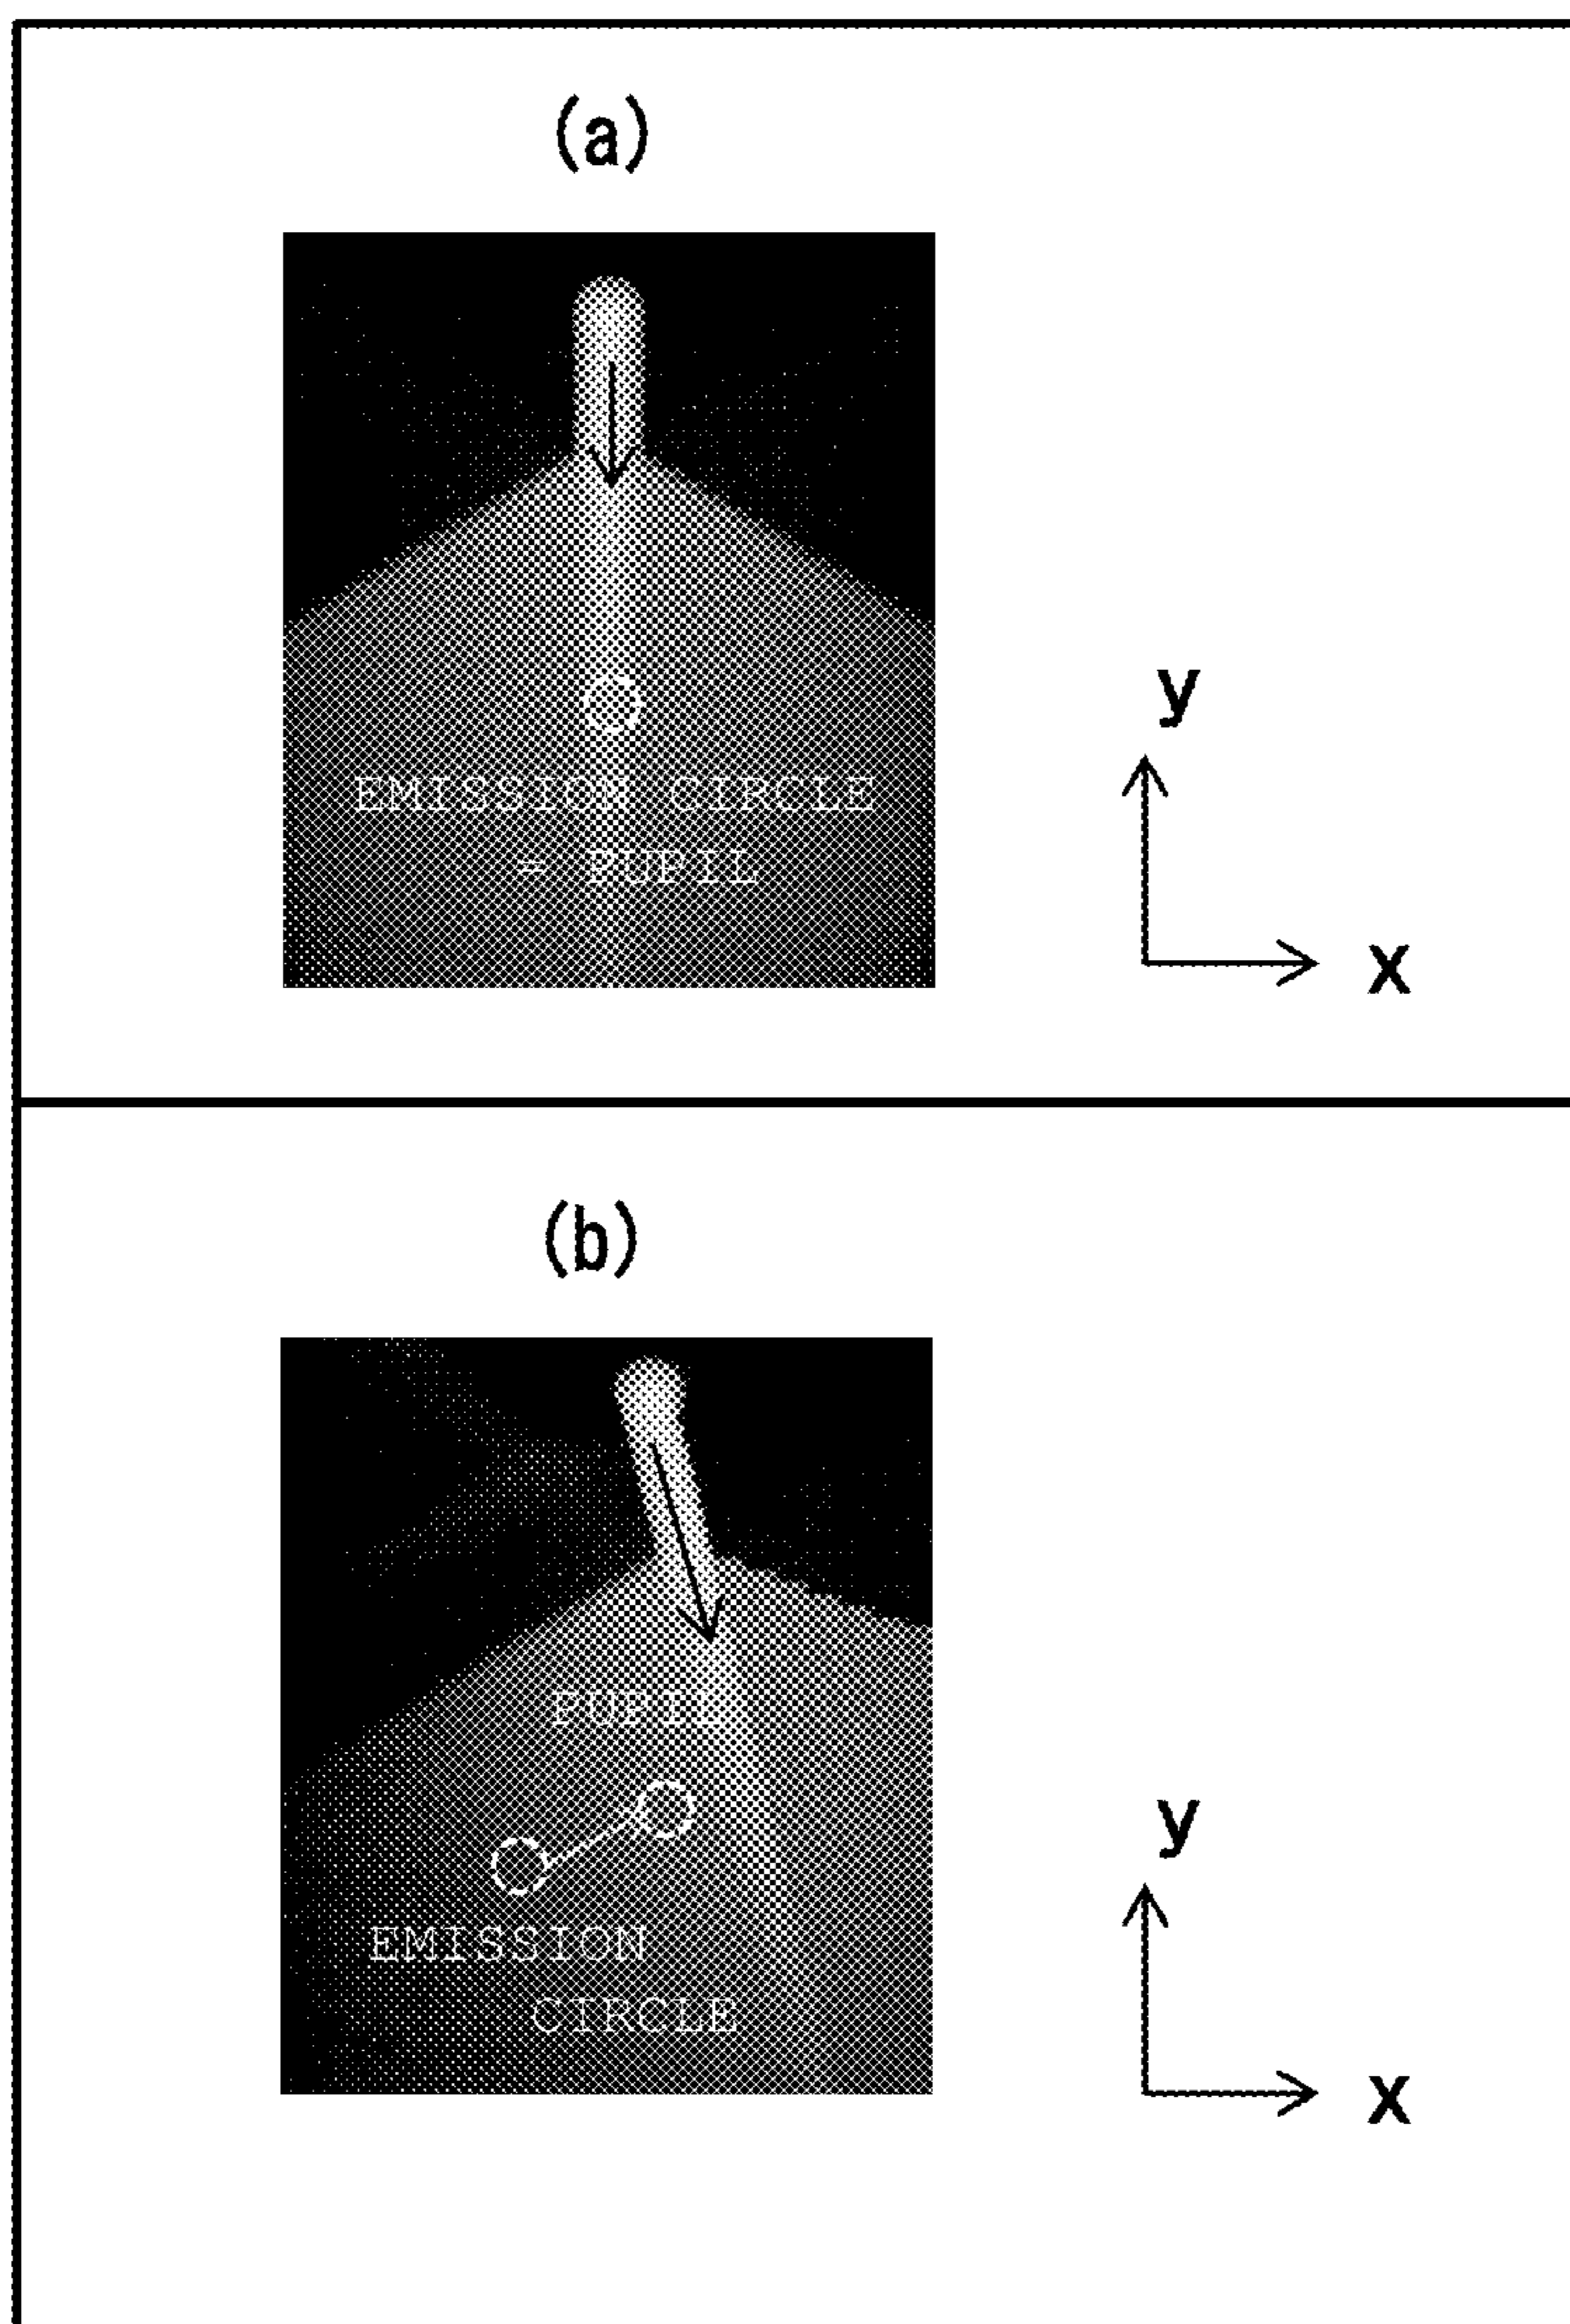 (a)
EMISSION CIRCLE
= PUPIL
y
x
(b)
PUPIL
EMISSION
CIRCLE
y
x